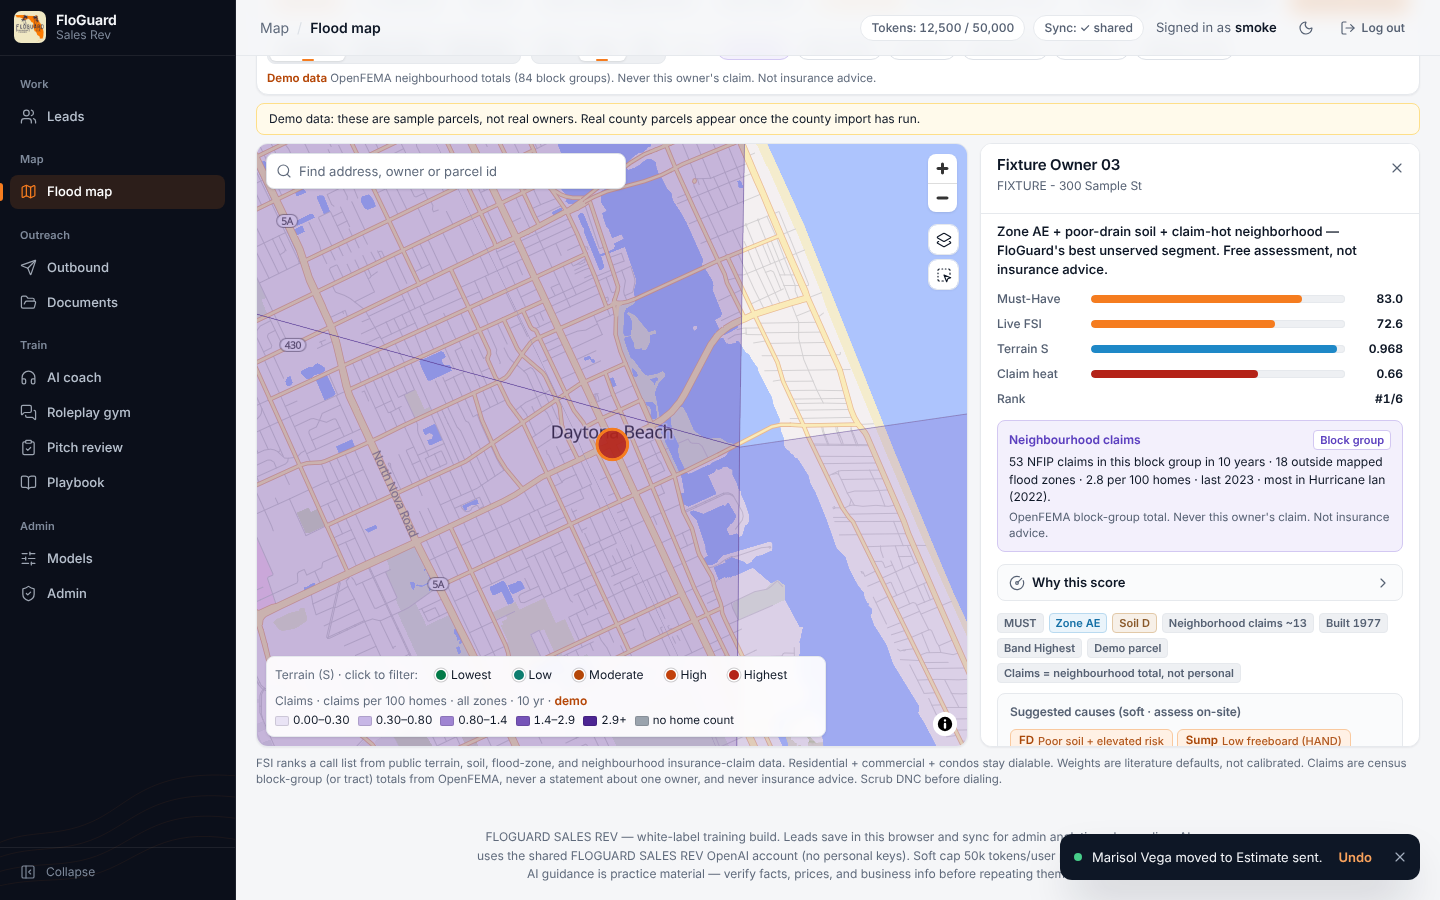 FLOGUARD
FloGuard
Sales Rev
Work
Leads
Map
Flood map
Outreach
Outbound
Documents
Train
AI coach
Roleplay gym
Pitch review
Playbook
Admin
Models
Admin
Collapse
Map / Flood map
Tokens: 12,500 / 50,000
Sync: ✓ shared
Signed in as smoke
Log out
Demo data OpenFEMA neighbourhood totals (84 block groups). Never this owner's claim. Not insurance advice.
Demo data: these are sample parcels, not real owners. Real county parcels appear once the county import has run.
Find address, owner or parcel id
5A
430
Beach
North Nova Road
5A
Terrain (S) · click to filter: Lowest Low Moderate High Highest
Claims · claims per 100 homes · all zones · 10 yr · demo
0.00–0.30 0.30–0.80 0.80–1.4 1.4–2.9 2.9+ no home count
Fixture Owner 03
FIXTURE - 300 Sample St
Zone AE + poor-drain soil + claim-hot neighborhood —
FloGuard's best unserved segment. Free assessment, not
insurance advice.
Must-Have 83.0
Live FSI 72.6
Terrain S 0.968
Claim heat 0.66
Rank #1/6
Neighbourhood claims Block group
53 NFIP claims in this block group in 10 years · 18 outside mapped
flood zones · 2.8 per 100 homes · last 2023 · most in Hurricane Ian
(2022).
OpenFEMA block-group total. Never this owner's claim. Not insurance
advice.
Why this score
MUST Zone AE Soil D Neighborhood claims ~13 Built 1977
Band Highest Demo parcel
Claims = neighbourhood total, not personal
Suggested causes (soft · assess on-site)
FD Poor soil + elevated risk Sump Low freeboard (HAND)
FSI ranks a call list from public terrain, soil, flood-zone, and neighbourhood insurance-claim data. Residential + commercial + condos stay dialable. Weights are literature defaults, not calibrated. Claims are census
block-group (or tract) totals from OpenFEMA, never a statement about one owner, and never insurance advice. Scrub DNC before dialing.
FLOGUARD SALES REV — white-label training build. Leads save in this browser and sync for admin
uses the shared FLOGUARD SALES REV OpenAI account (no personal keys). Soft cap 50k tokens/user
AI guidance is practice material — verify facts, prices, and business info before repeating them
Marisol Vega moved to Estimate sent. Undo